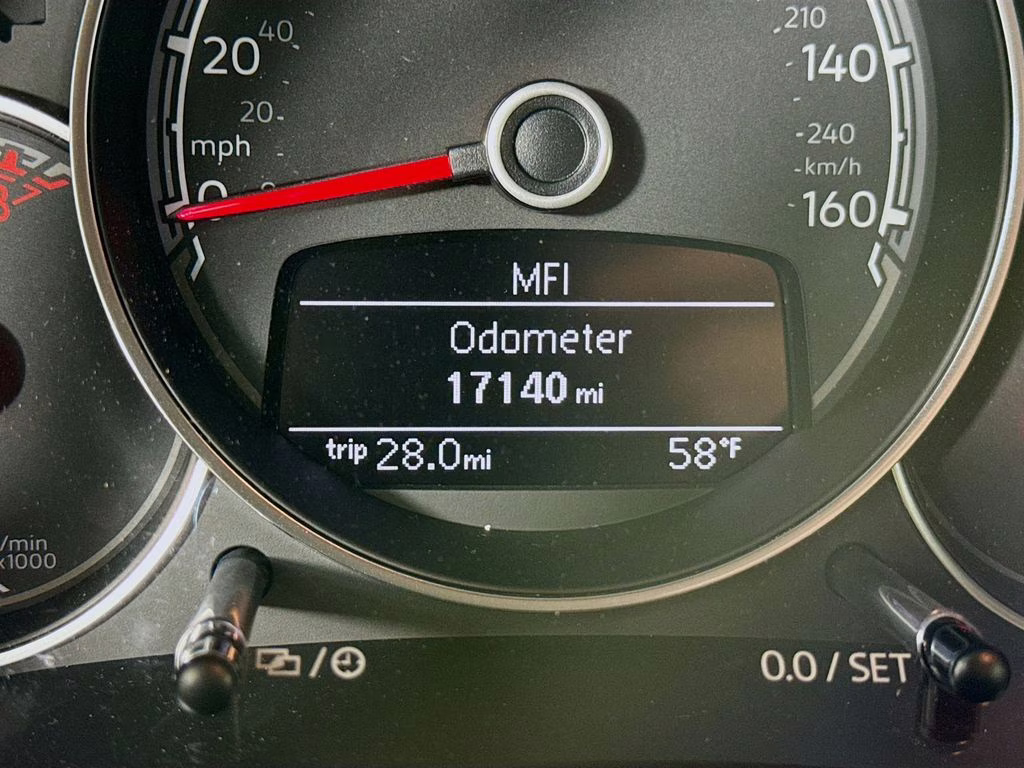 40
20
20
mph
0
210
140
240
km/h
160
MFI
Odometer
17140 mi
trip 28.0mi 58°F
/min
x1000
/
0.0 / SET